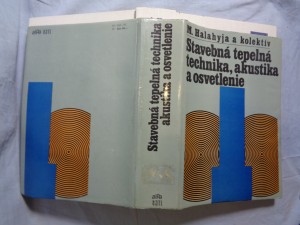 Stavebná tepelná technika
akustika a osvetlenie
M. Halahyja a kolektív
Stavebná tepelná
technika, akustika
a osvetlenie